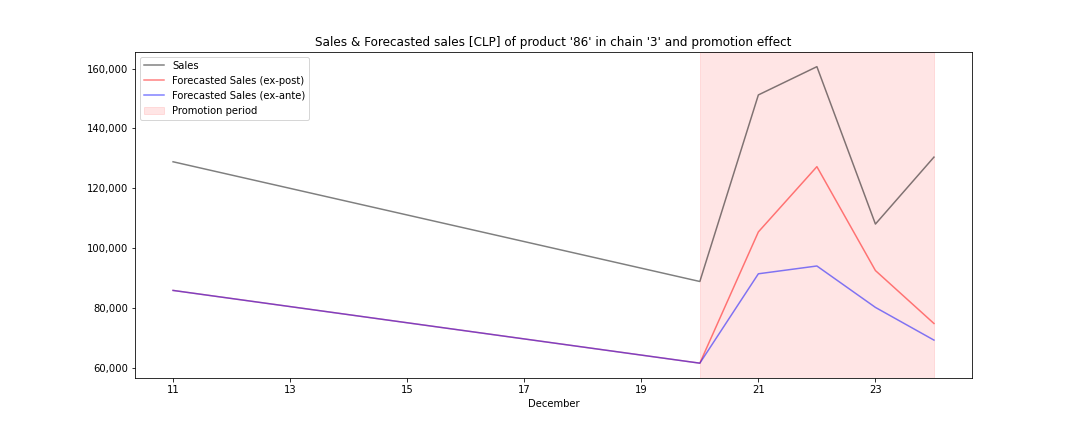 Sales & Forecasted sales [CLP] of product '86' in chain '3' and promotion effect
Sales
Forecasted Sales (ex-post)
Forecasted Sales (ex-ante)
Promotion period
160,000
140,000
120,000
100,000
80,000
60,000
11 13 15 17 19 21 23
December